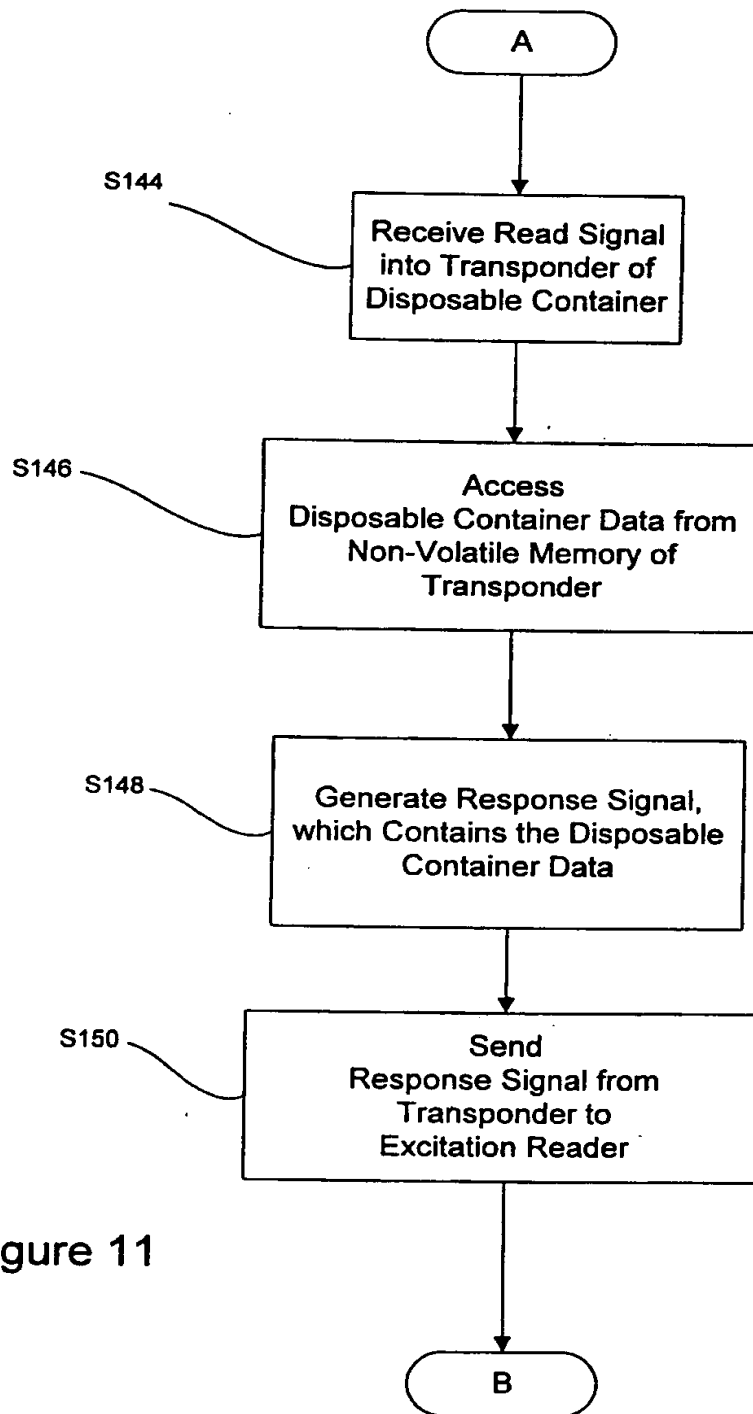 A
S144
Receive Read Signal
into Transponder of
Disposable Container
S146
Access
Disposable Container Data from
Non-Volatile Memory of
Transponder
S148
Generate Response Signal,
which Contains the Disposable
Container Data
S150
Send
Response Signal from
Transponder to
Excitation Reader
gure 11
B